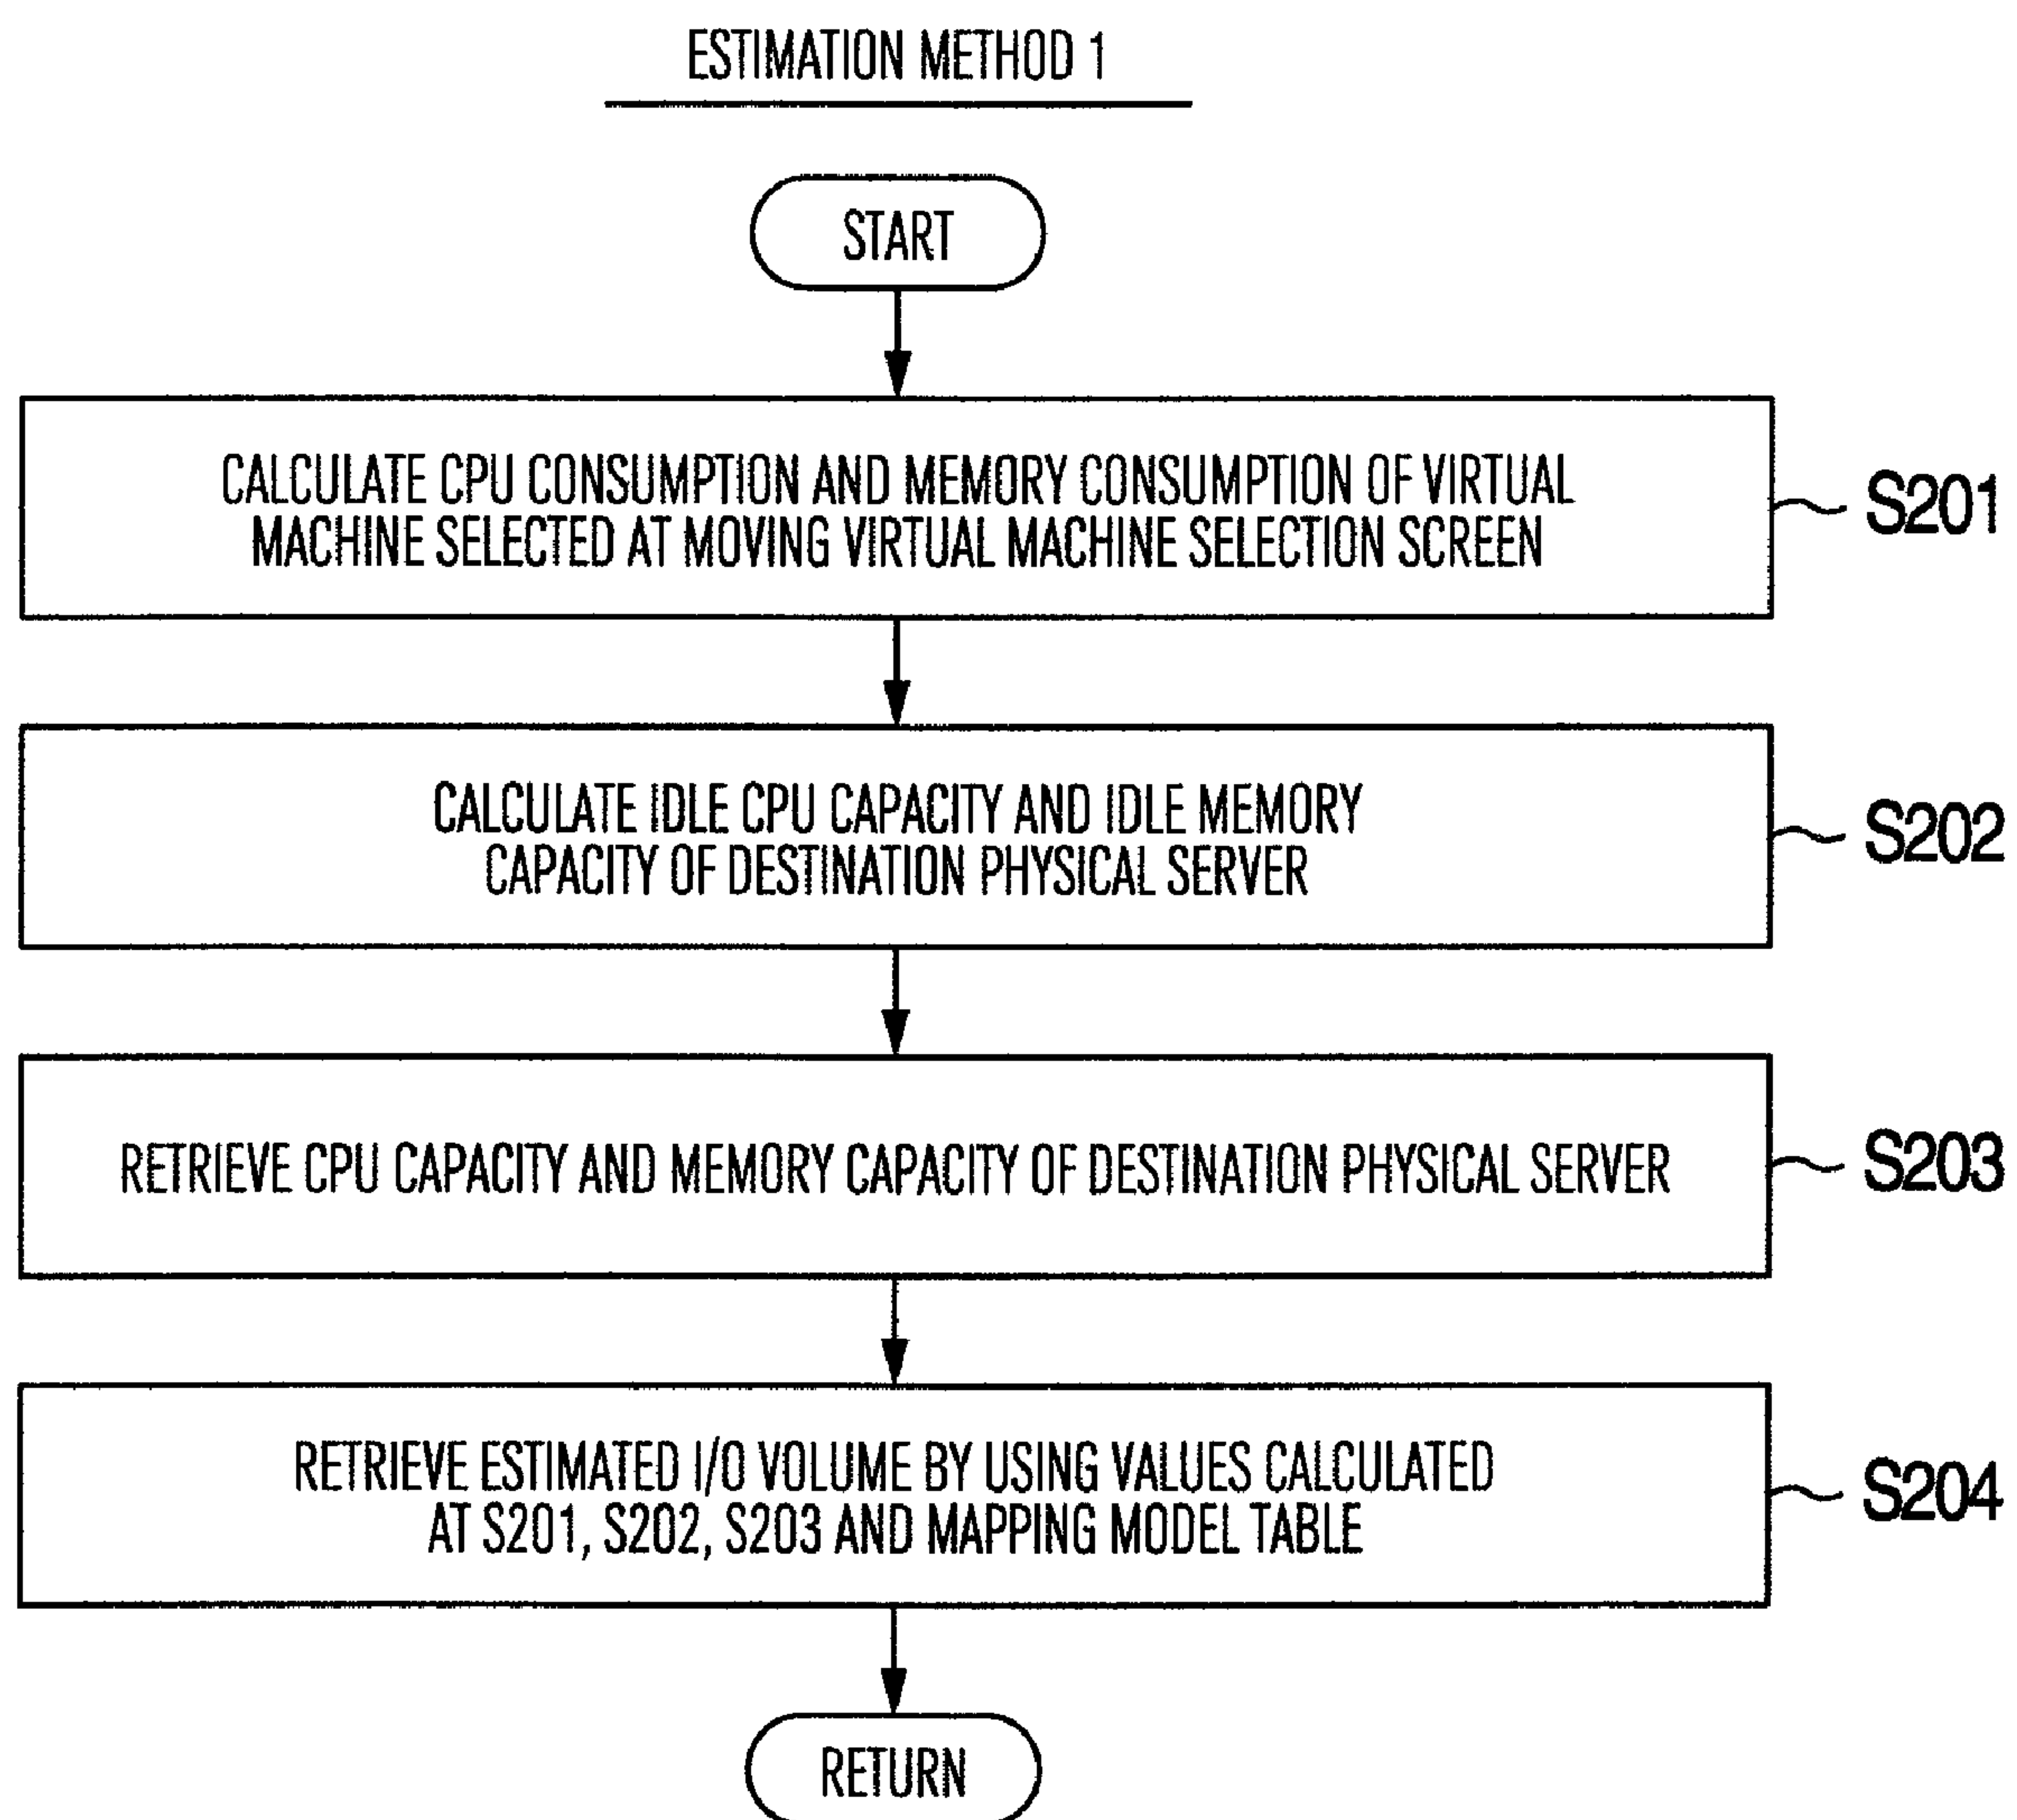 ESTIMATION METHOD 1
START
CALCULATE CPU CONSUMPTION AND MEMORY CONSUMPTION OF VIRTUAL
MACHINE SELECTED AT MOVING VIRTUAL MACHINE SELECTION SCREEN
S201
CALCULATE IDLE CPU CAPACITY AND IDLE MEMORY
CAPACITY OF DESTINATION PHYSICAL SERVER
S202
RETRIEVE CPU CAPACITY AND MEMORY CAPACITY OF DESTINATION PHYSICAL SERVER
S203
RETRIEVE ESTIMATED I/O VOLUME BY USING VALUES CALCULATED
AT S201, S202, S203 AND MAPPING MODEL TABLE
S204
RETURN